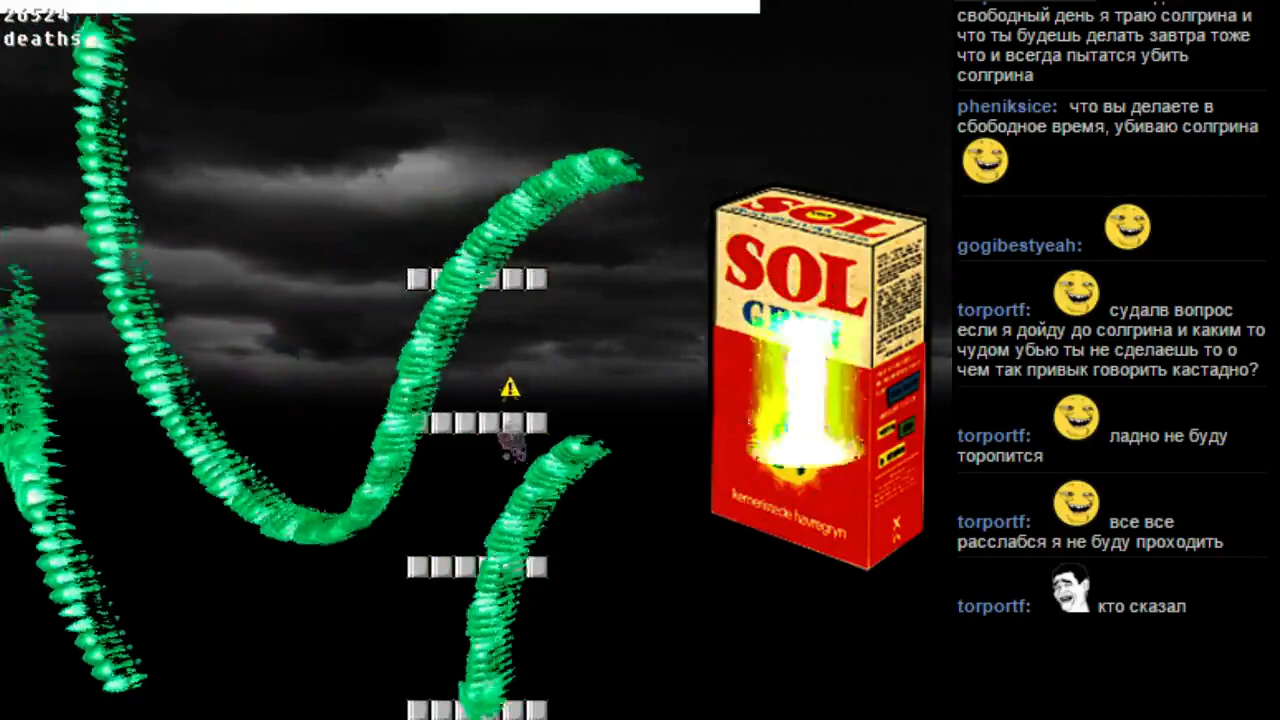 26524
deaths
SOL
SOL
kerneristede havregryn
свободный день я траю солгрина и
что ты будешь делать завтра тоже
что и всегда пытатся убить
солгрина
pheniksice: что вы делаете в
сбободное время, убиваю солгрина
gogibestyeah:
torportf: судалв вопрос
если я дойду до солгрина и каким то
чудом убью ты не сделаешь то о
чем так привык говорить кастадно?
torportf: ладно не буду
торопится
torportf: все все
расслабся я не буду проходить
torportf: кто сказал